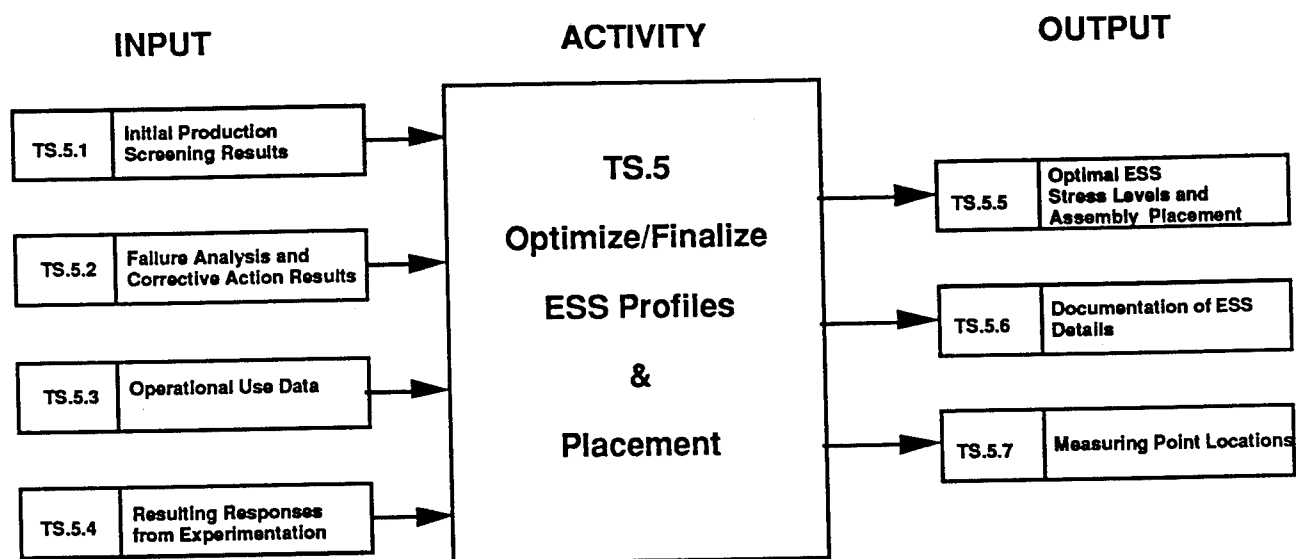 INPUT
ACTIVITY
OUTPUT
TS.5.1
Initial Production
Screening Results
TS.5.2
Failure Analysis and
Corrective Action Results
TS.5.3
Operational Use Data
TS.5.4
Resulting Responses
from Experimentation
TS.5
Optimize/Finalize
ESS Profiles
&
Placement
TS.5.5
Optimal ESS
Stress Levels and
Assembly Placement
TS.5.6
Documentation of ESS
Details
TS.5.7
Measuring Point Locations